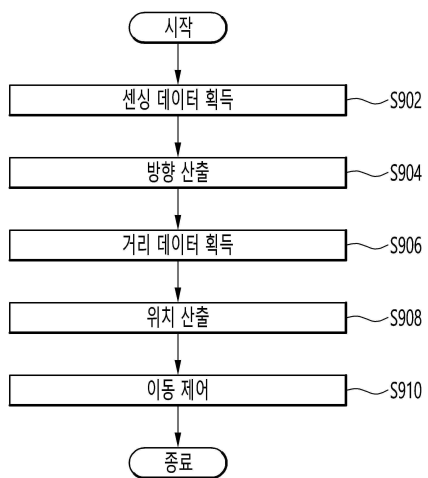 시작
센싱 데이터 획득
S902
방향 산출
S904
거리 데이터 획득
S906
위치 산출
S908
이동 제어
S910
종료